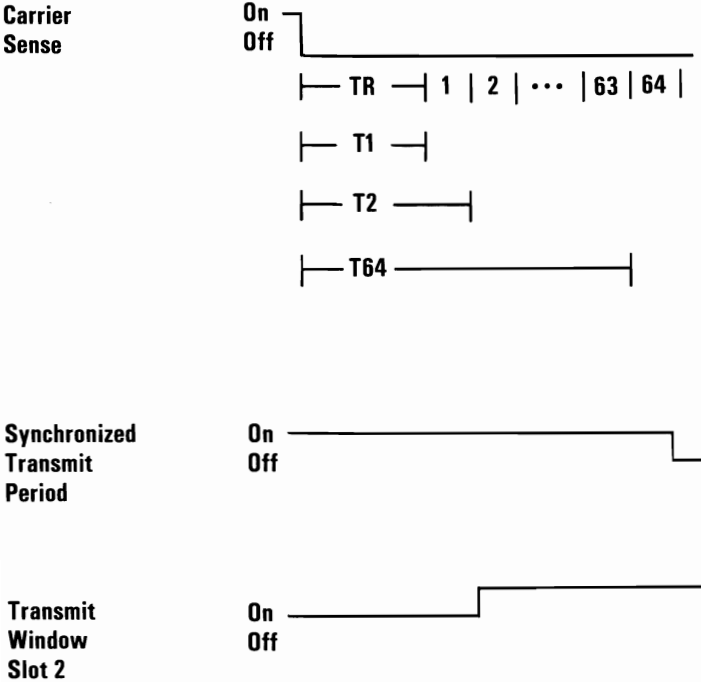 Carrier On
Sense Off
TR 1 2 ••• 63 64
T1
T2
T64
Synchronized On
Transmit Off
Period
Transmit On
Window Off
Slot 2